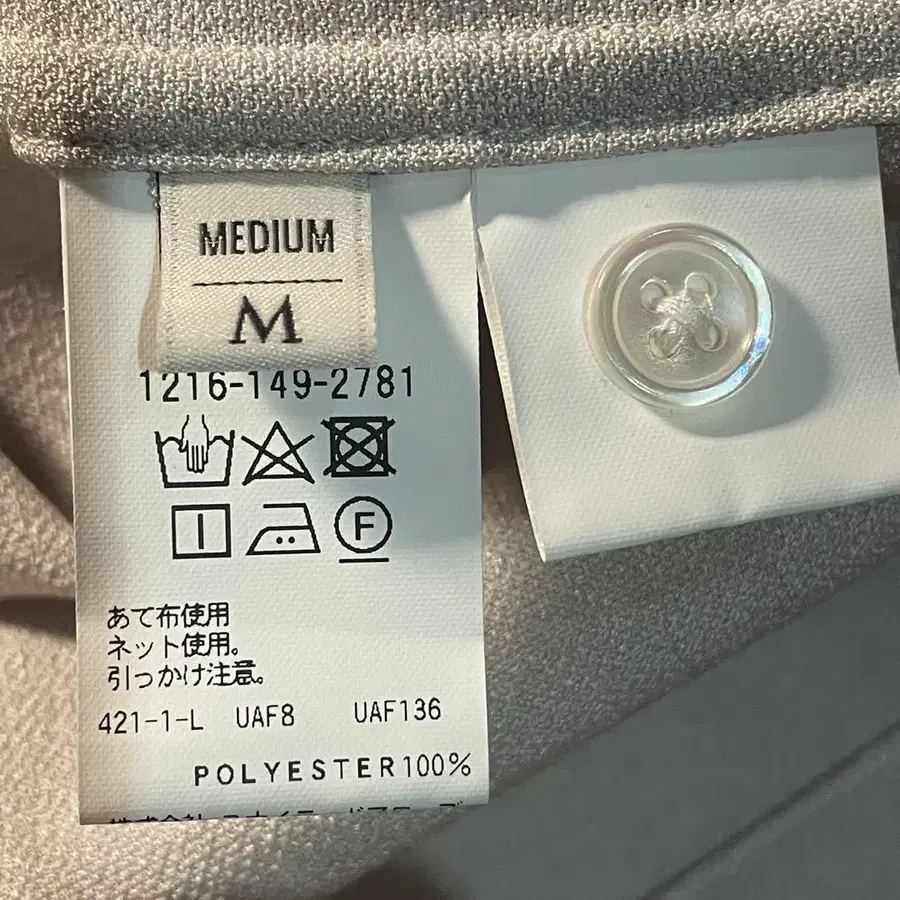 MEDIUM
M
1216-149-2781
F
あて布使用
ネット使用。
引っかけ注意。
421-1-L UAF8 UAF136
POLYESTER100%